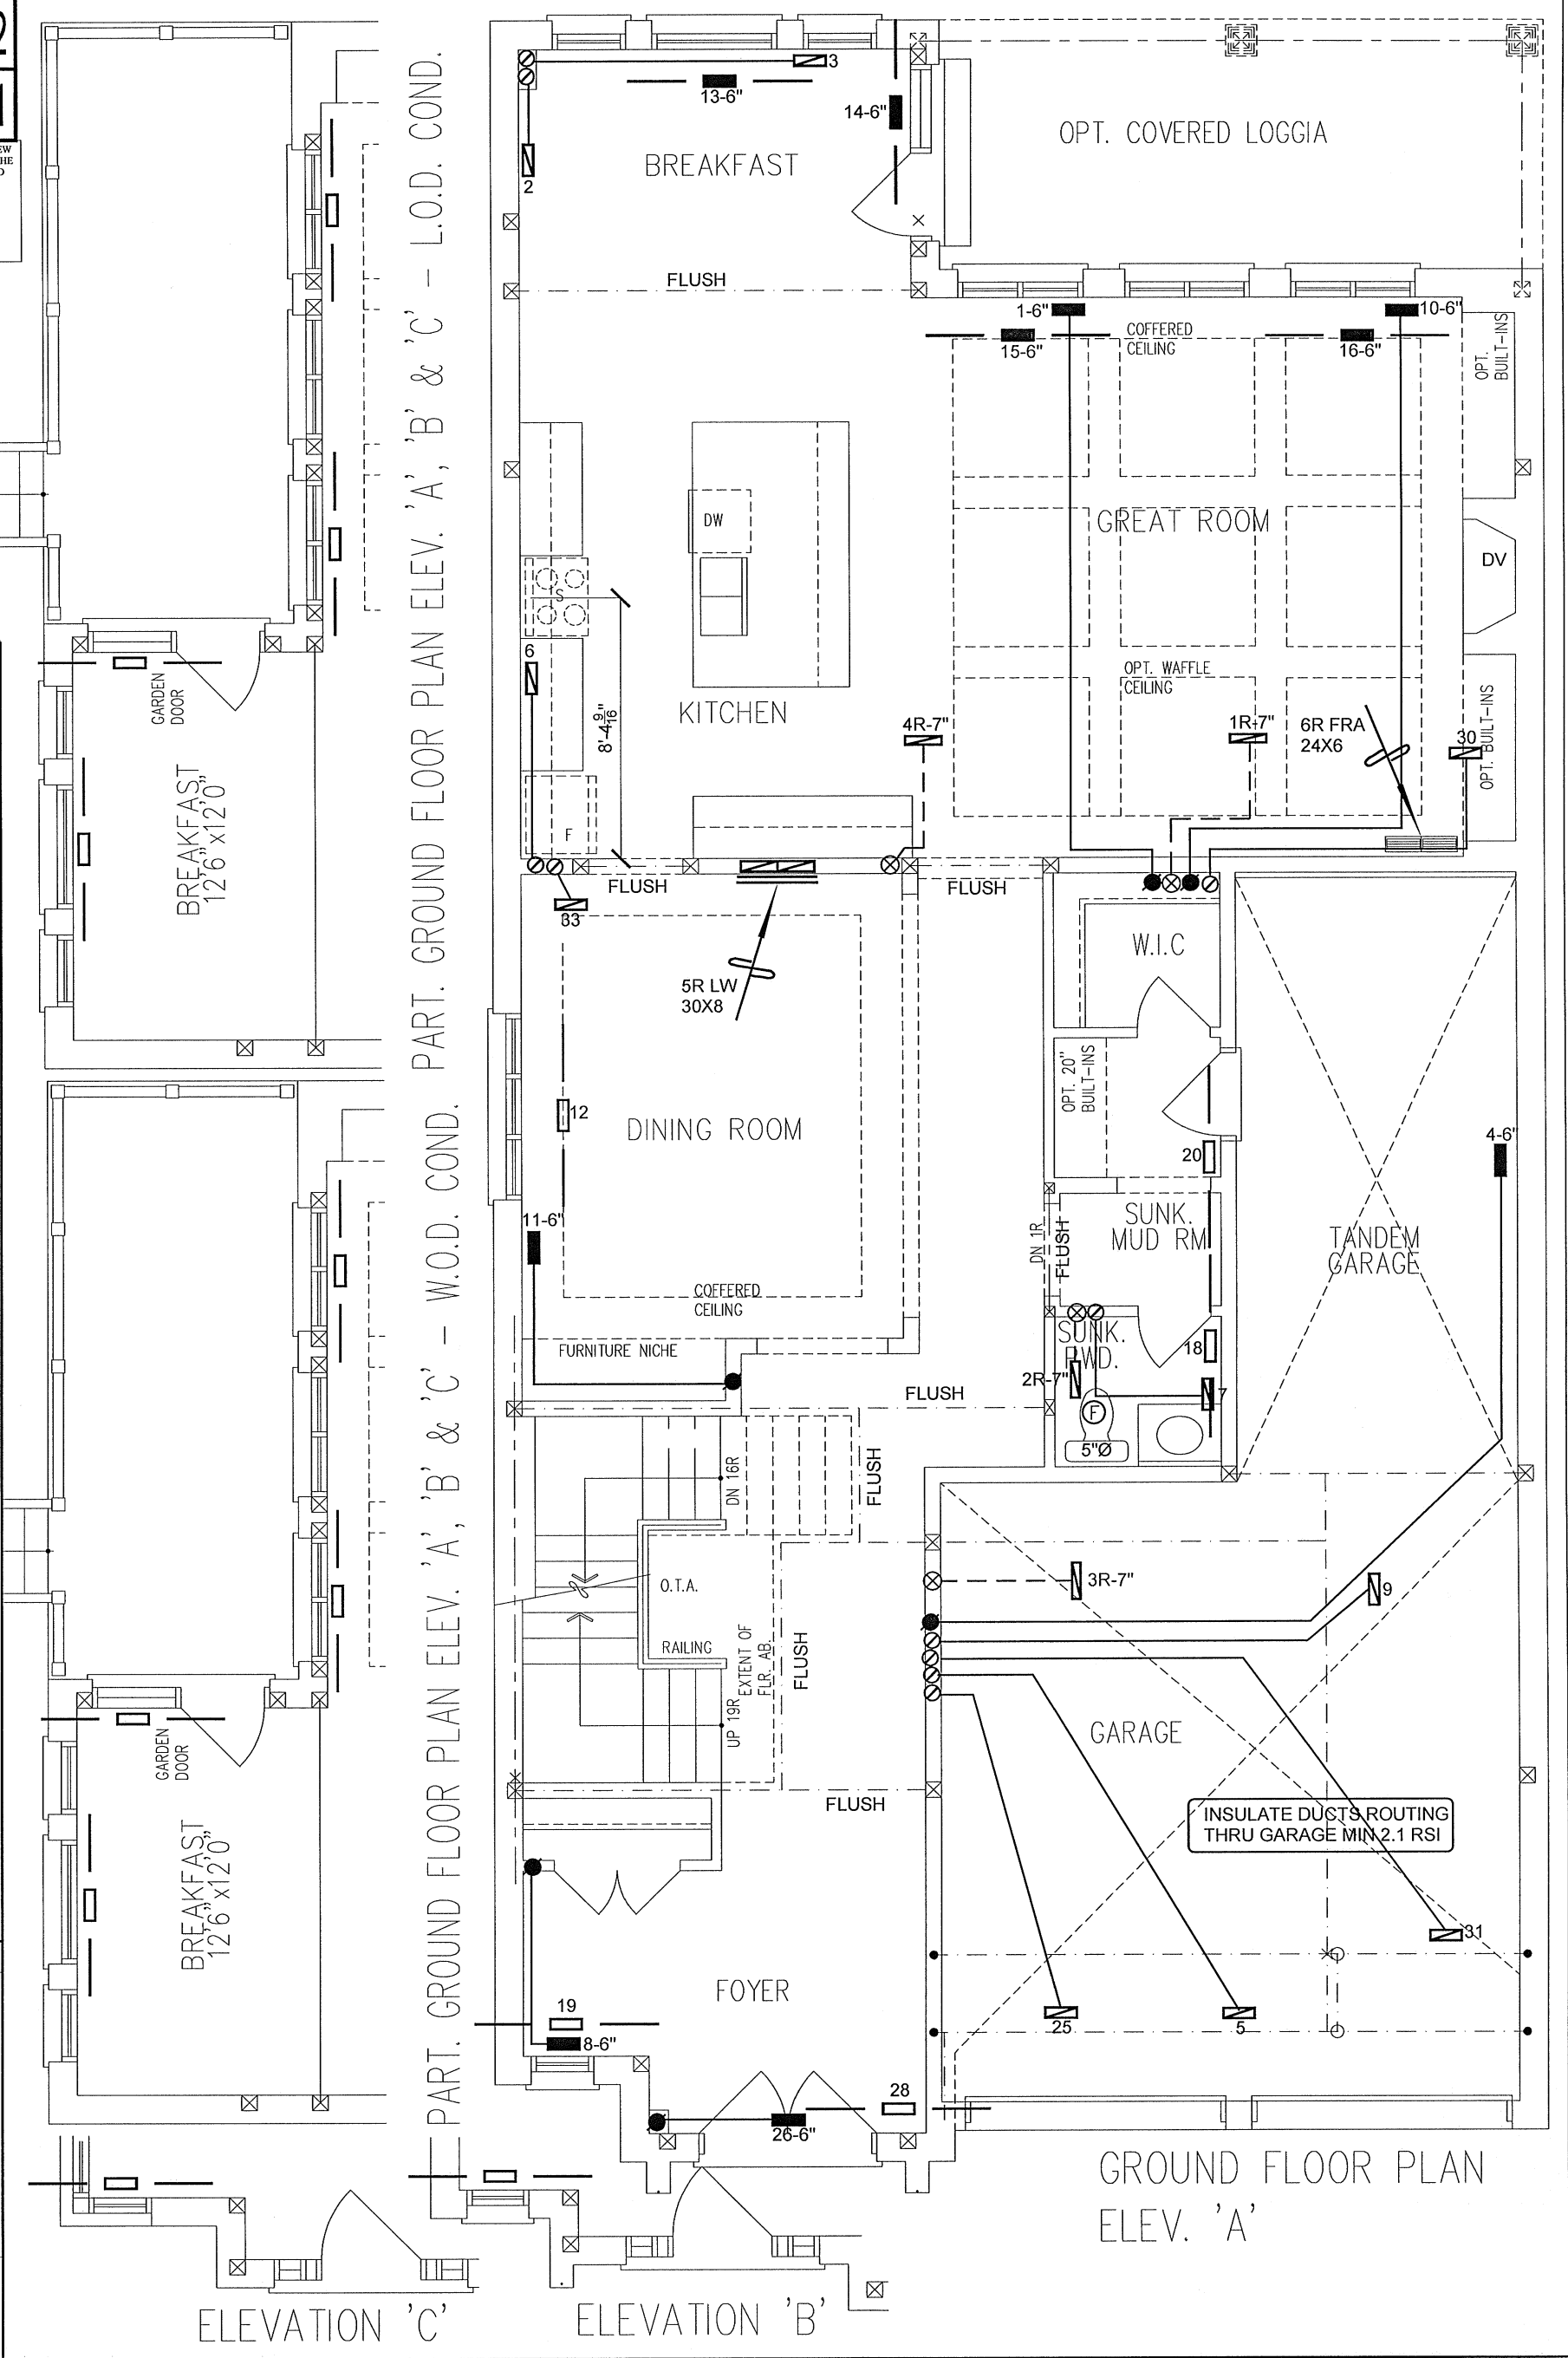 EW
HE
D
PART. GROUND FLOOR PLAN ELEV. 'A', 'B' & 'C' - L.O.D. COND.
PART. GROUND FLOOR PLAN ELEV. 'A', 'B' & 'C' - W.O.D. COND.
GARDEN
DOOR
BREAKFAST
12'6"x12'0"
GARDEN
DOOR
BREAKFAST
12'6"x12'0"
3
13-6"
14-6"
2
BREAKFAST
OPT. COVERED LOGGIA
FLUSH
1-6"
10-6"
15-6"
COFFERED
CEILING
16-6"
OPT.
BUILT-INS
DW
GREAT ROOM
DV
S
6
8'-4 9/16"
KITCHEN
OPT. WAFFLE
CEILING
4R-7"
1R-7"
6R FRA
24X6
30
OPT. BUILT-INS
F
FLUSH
FLUSH
33
W.I.C
5R LW
30X8
OPT. 20"
BUILT-INS
12
DINING ROOM
20
4-6"
11-6"
DN 1R
FLUSH
SUNK.
MUD RM
TANDEM
GARAGE
COFFERED
CEILING
FURNITURE NICHE
SUNK.
PWD.
18
2R-7"
7
F
5"Ø
FLUSH
DN 16R
FLUSH
O.T.A.
3R-7"
9
RAILING
EXTENT OF
FLR. AB.
FLUSH
UP 19R
GARAGE
FLUSH
INSULATE DUCTS ROUTING
THRU GARAGE MIN 2.1 RSI
31
FOYER
19
8-6"
25
5
28
26-6"
GROUND FLOOR PLAN
ELEV. 'A'
ELEVATION 'C'
ELEVATION 'B'